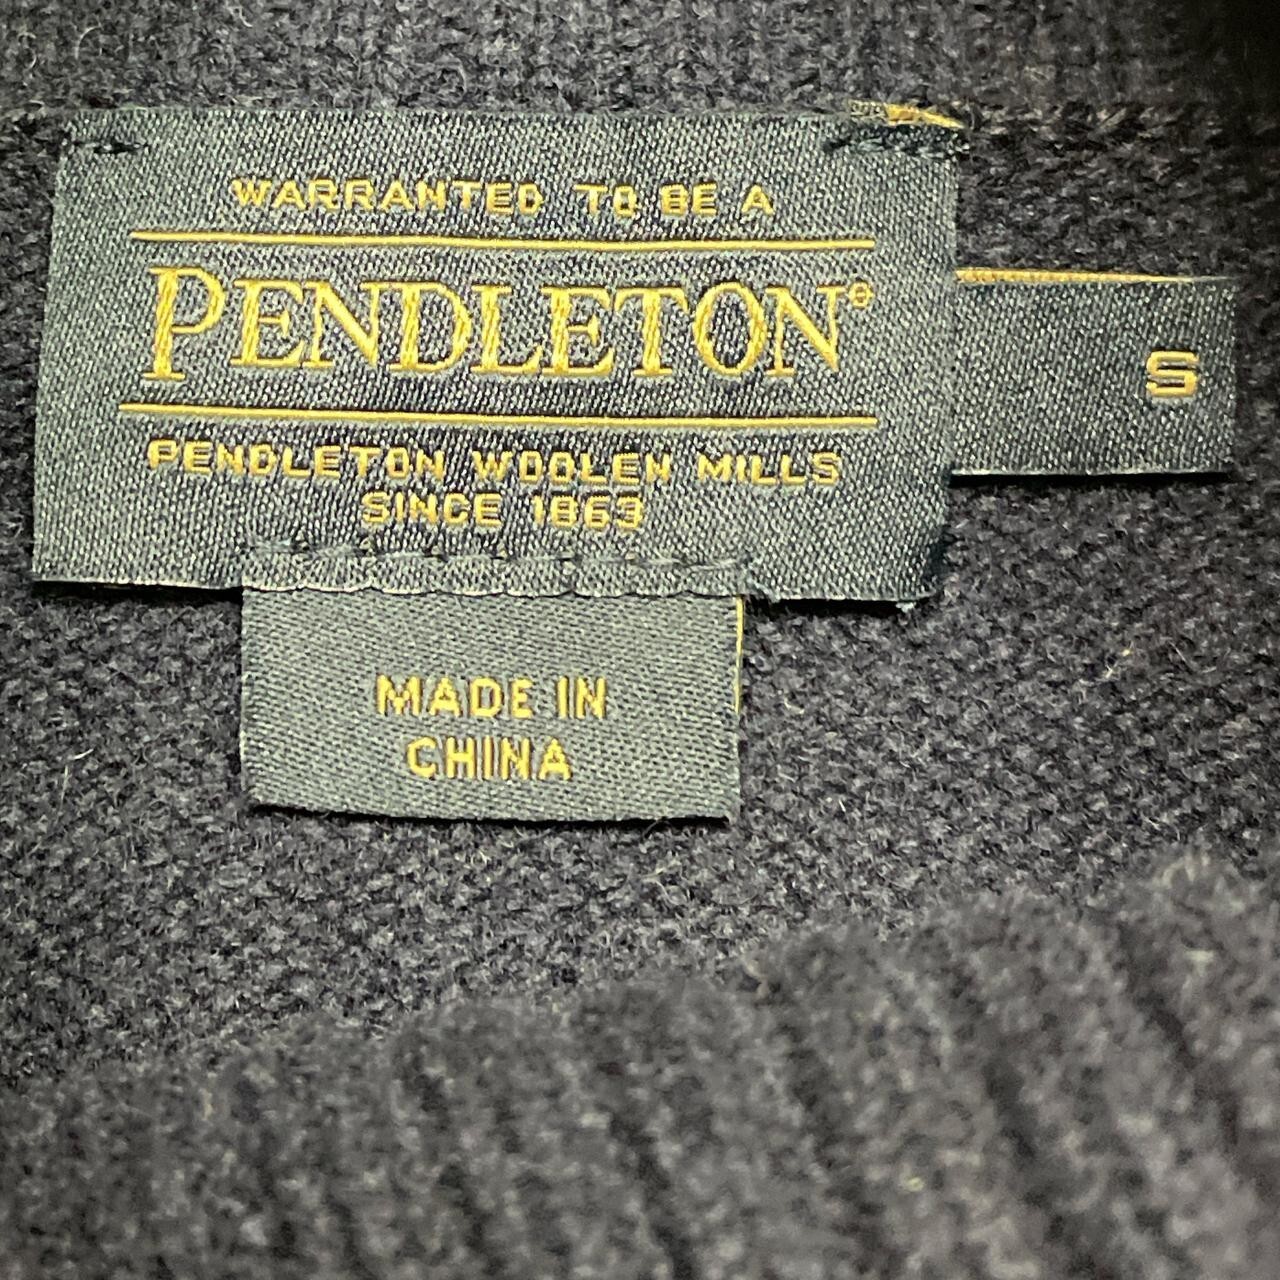 WARRANTED TO BE A
PENDLETON®
S
PENDLETON WOOLEN MILLS
SINCE 1863
MADE IN
CHINA